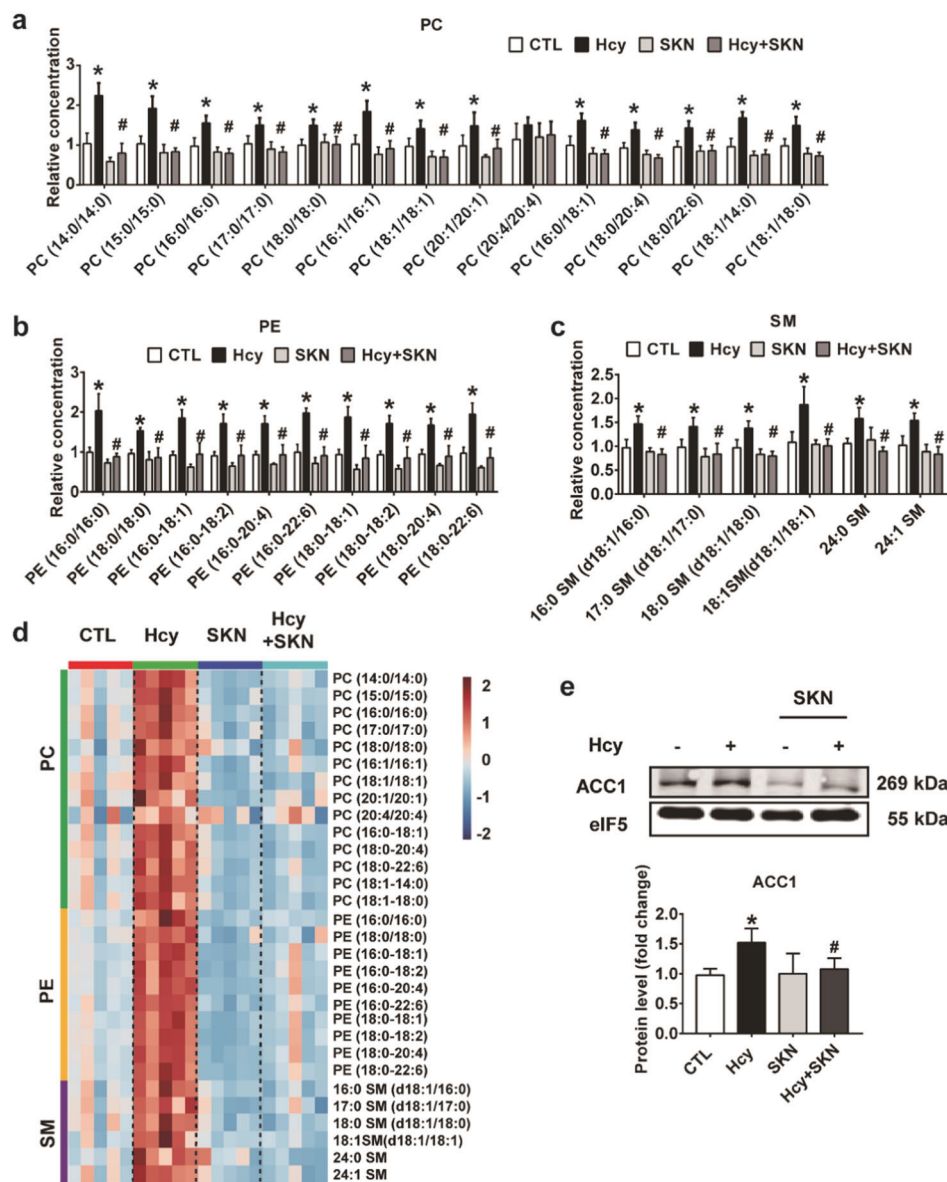 a
PC
CTL Hcy SKN Hcy+SKN
Relative concentration
3
2
1
0
* * * * * * * * * * * * *
# # # # # # # # # # # # #
PC (14:0/14:0)
PC (15:0/15:0)
PC (16:0/16:0)
PC (17:0/17:0)
PC (18:0/18:0)
PC (16:1/16:1)
PC (18:1/18:1)
PC (20:1/20:1)
PC (20:4/20:4)
PC (16:0/18:1)
PC (18:0/20:4)
PC (18:0/22:6)
PC (18:1/14:0)
PC (18:1/18:0)
b
PE
CTL Hcy SKN Hcy+SKN
Relative concentration
3
2
1
0
* * * * * * * * * *
# # # # # # # # # #
PE (16:0/16:0)
PE (18:0/18:0)
PE (16:0-18:1)
PE (16:0-18:2)
PE (16:0-20:4)
PE (16:0-22:6)
PE (18:0-18:1)
PE (18:0-18:2)
PE (18:0-20:4)
PE (18:0-22:6)
c
SM
CTL Hcy SKN Hcy+SKN
Relative concentration
2.5
2.0
1.5
1.0
0.5
0.0
* * * * * *
# # # # # #
16:0 SM (d18:1/16:0)
17:0 SM (d18:1/17:0)
18:0 SM (d18:1/18:0)
18:1SM(d18:1/18:1)
24:0 SM
24:1 SM
d
CTL Hcy SKN Hcy
+SKN
PC
PE
SM
PC (14:0/14:0)
PC (15:0/15:0)
PC (16:0/16:0)
PC (17:0/17:0)
PC (18:0/18:0)
PC (16:1/16:1)
PC (18:1/18:1)
PC (20:1/20:1)
PC (20:4/20:4)
PC (16:0-18:1)
PC (18:0-20:4)
PC (18:0-22:6)
PC (18:1-14:0)
PC (18:1-18:0)
PE (16:0/16:0)
PE (18:0/18:0)
PE (16:0-18:1)
PE (16:0-18:2)
PE (16:0-20:4)
PE (16:0-22:6)
PE (18:0-18:1)
PE (18:0-18:2)
PE (18:0-20:4)
PE (18:0-22:6)
16:0 SM (d18:1/16:0)
17:0 SM (d18:1/17:0)
18:0 SM (d18:1/18:0)
18:1SM(d18:1/18:1)
24:0 SM
24:1 SM
2
1
0
-1
-2
e
SKN
Hcy - + - +
ACC1 269 kDa
eIF5 55 kDa
ACC1
Protein level (fold change)
2.0
1.5
1.0
0.5
0.0
* #
CTL
Hcy
SKN
Hcy+SKN